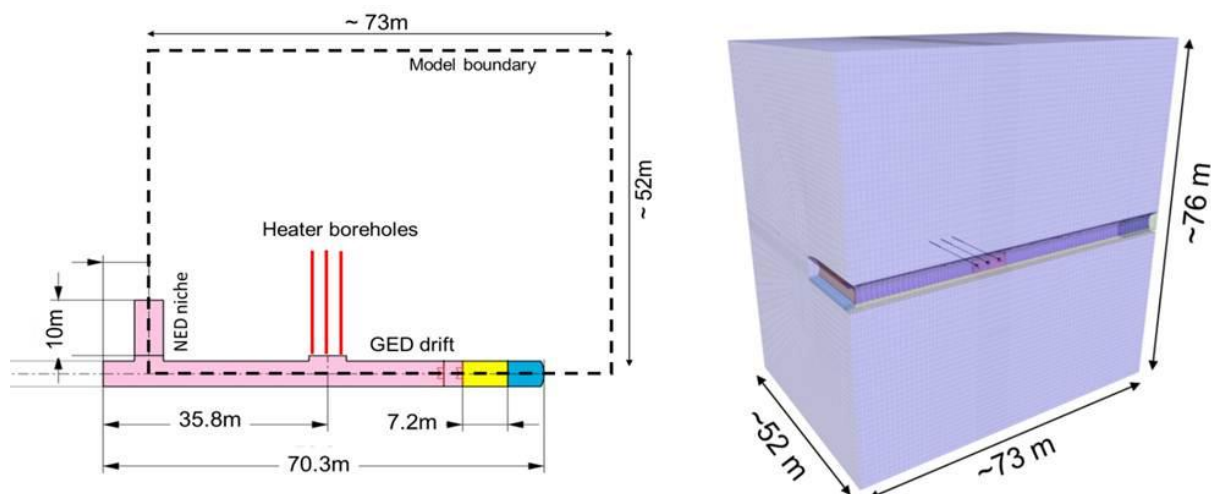 ~ 73m
Model boundary
~ 52m
Heater boreholes
10m
NED niche
GED drift
35.8m
7.2m
70.3m
~76 m
~52 m
~73 m